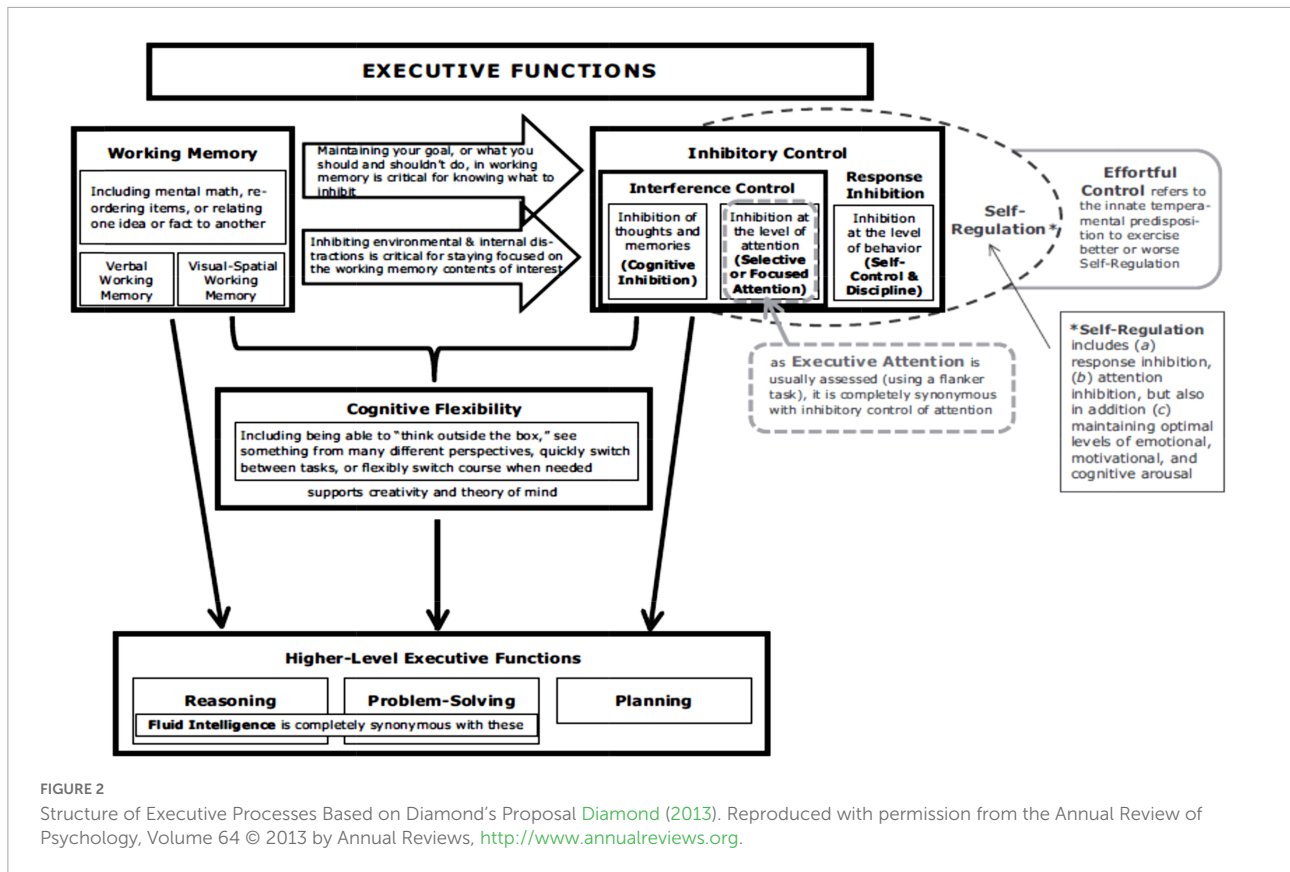 EXECUTIVE FUNCTIONS
Working Memory
Including mental math, re-
ordering items, or relating
one idea or fact to another
Verbal
Working
Memory
Visual-Spatial
Working
Memory
Maintaining your goal, or what you
should and shouldn't do, in working
memory is critical for knowing what to
inhibit
Inhibiting environmental & internal dis-
tractions is critical for staying focused
on the working memory contents of interest
Inhibitory Control
Interference Control
Inhibition of
thoughts and
memories
(Cognitive
Inhibition)
Inhibition at
the level of
attention
(Selective
or Focused
Attention)
Response
Inhibition
Inhibition
at the level
of behavior
(Self-
Control &
Discipline)
Self-
Regulation*
Effortful
Control refers to
the innate tempera-
mental predisposi-
tion to exercise
better or worse
Self-Regulation
as Executive Attention is
usually assessed (using a flanker
task), it is completely synonymous
with inhibitory control of attention
*Self-Regulation
includes (a)
response inhibition,
(b) attention
inhibition, but also
in addition (c)
maintaining optimal
levels of emotional,
motivational, and
cognitive arousal
Cognitive Flexibility
Including being able to "think outside the box," see
something from many different perspectives, quickly switch
between tasks, or flexibly switch course when needed
supports creativity and theory of mind
Higher-Level Executive Functions
Reasoning
Problem-Solving
Planning
Fluid Intelligence is completely synonymous with these
FIGURE 2
Structure of Executive Processes Based on Diamond's Proposal Diamond (2013). Reproduced with permission from the Annual Review of
Psychology, Volume 64 © 2013 by Annual Reviews, http://www.annualreviews.org.